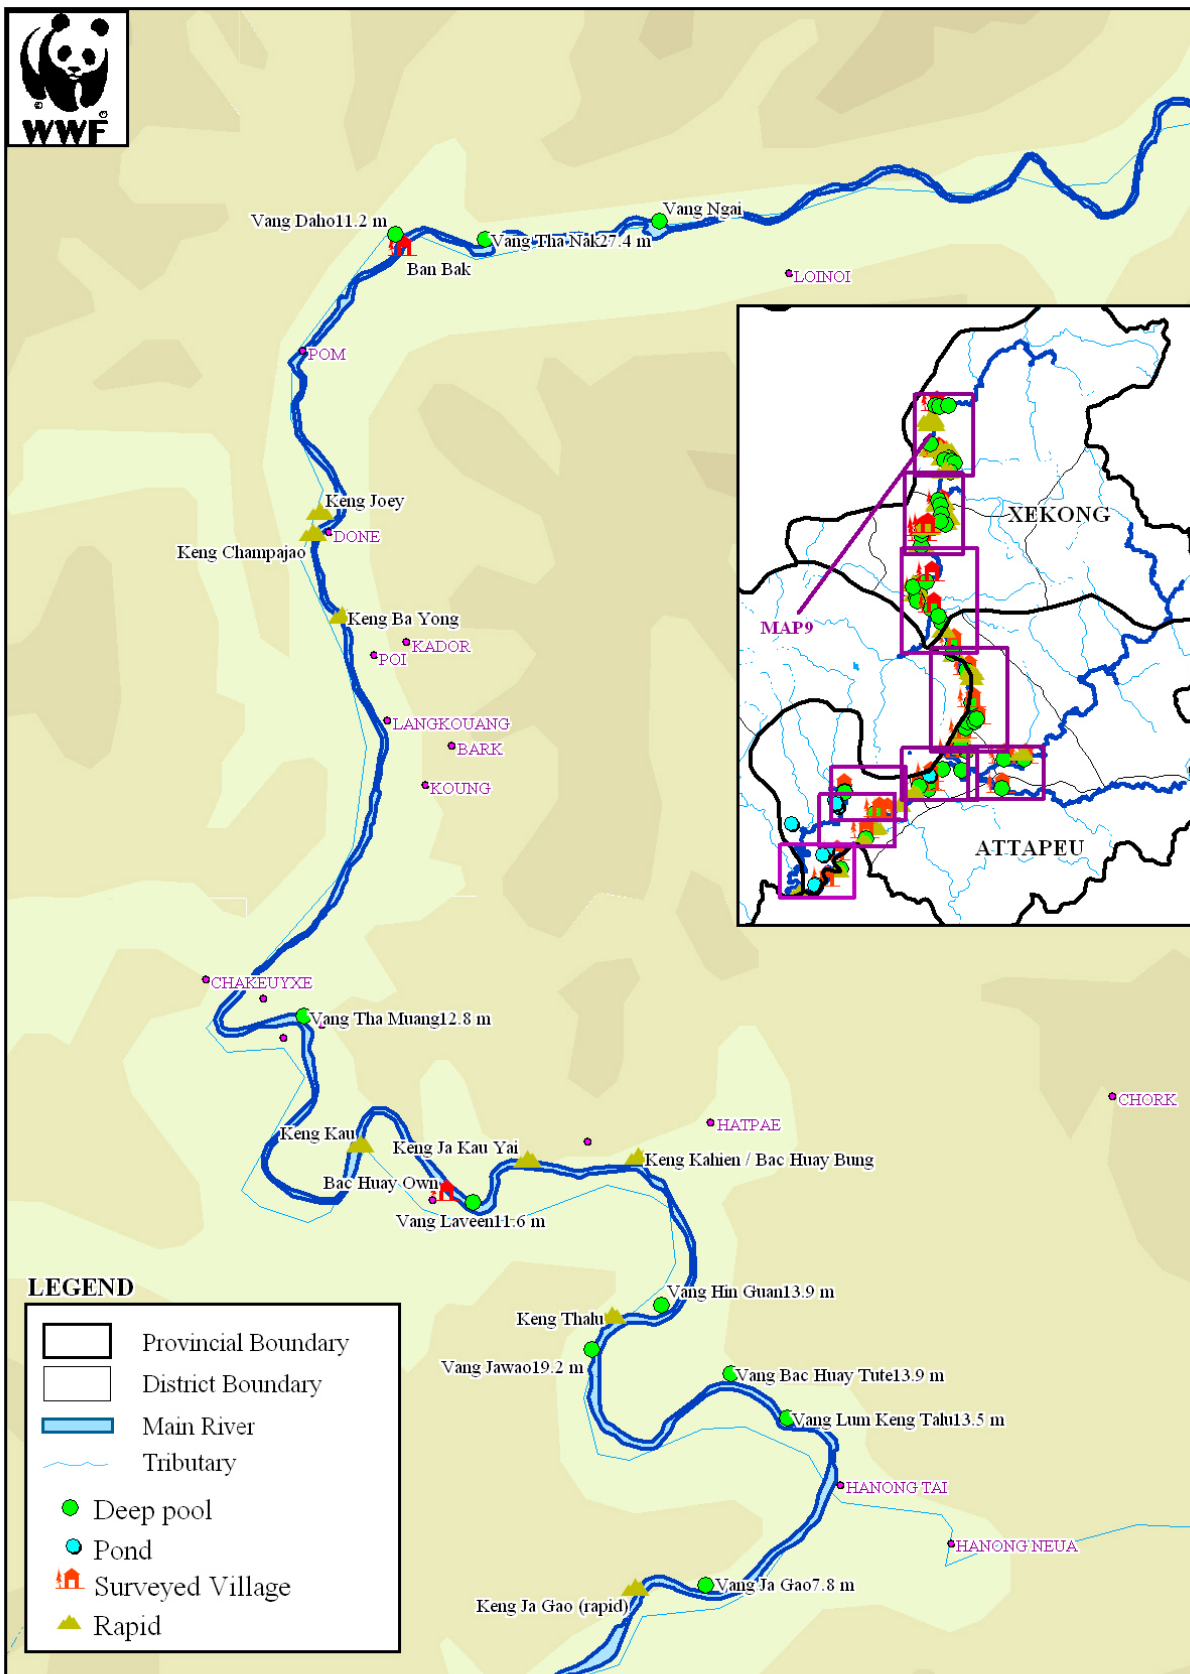 ©
®
WWF
Vang Ngai
Vang Daho11.2 m
Vang Tha Nak27.4 m
Ban Bak
LOINOI
POM
Keng Joey
DONE
Keng Champajao
Keng Ba Yong
KADOR
POI
LANGKOUANG
BARK
KOUNG
XEKONG
MAP9
ATTAPEU
CHAKEUYXE
Vang Tha Muang12.8 m
CHORK
HATPAE
Keng Kau
Keng Ja Kau Yai
Keng Kahien / Bac Huay Bung
Bac Huay Own
Vang Laveen11.6 m
Vang Hin Guan13.9 m
Keng Thalu
Vang Jawao19.2 m
Vang Bac Huay Tute13.9 m
Vang Lum Keng Talu13.5 m
HANONG TAI
HANONG NEUA
Vang Ja Gao7.8 m
Keng Ja Gao (rapid)
LEGEND
Provincial Boundary
District Boundary
Main River
Tributary
Deep pool
Pond
Surveyed Village
Rapid